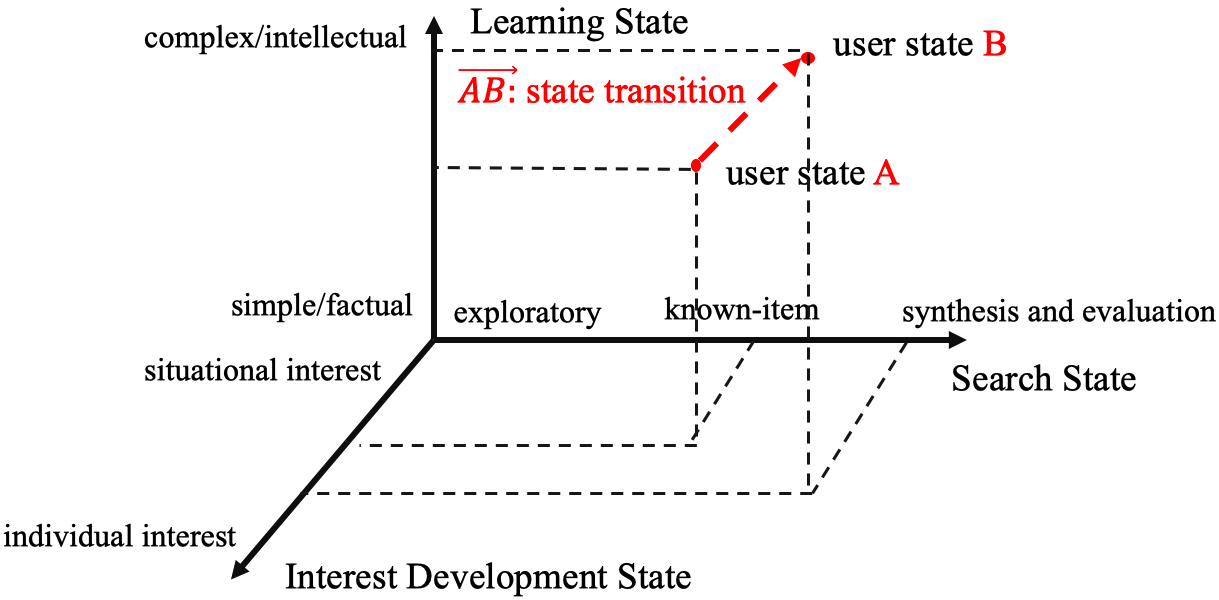 Learning State
complex/intellectual
user state B
AB: state transition
user state A
simple/factual
exploratory
known-item
synthesis and evaluation
situational interest
Search State
individual interest
Interest Development State